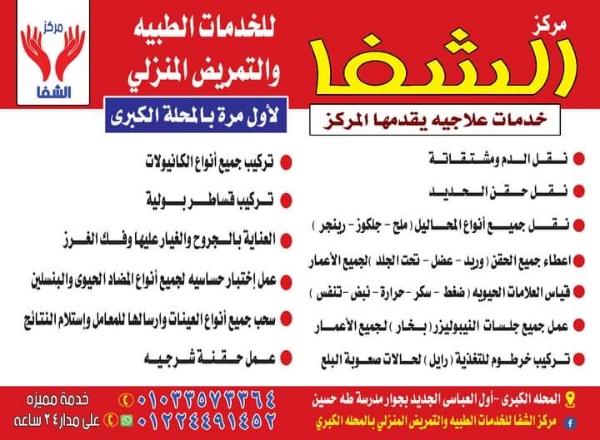 مركز
الشفا
للخدمات الطبيه
والتمريض المنزلي
مركز
الشفا
خدمات علاجيه يقدمها المركز
لأول مرة بالمحلة الكبرى
نقل الدم ومشتقاتة
نقل حقن الحديد
نقل جميع أنواع المحاليل ( ملح - جلكوز - رينجر )
اعطاء جميع الحقن ( وريد - عضل - تحت الجلد ) لجميع الأعمار
قياس العلامات الحيويه ( ضغط - سكر - حرارة - نبض - تنفس )
عمل جميع جلسات النيبوليزر ( بخار ) لجميع الأعمار
تركيب خرطوم للتغذية ( رايل ) لحالات صعوبة البلع
تركيب جميع أنواع الكانيولات
تركيب قساطر بولية
العناية بالجروح والغيار عليها وفك الغرز
عمل إختبار حساسيه لجميع أنواع المضاد الحيوى والبنسلين
سحب جميع أنواع العينات وارسالها للمعامل وإستلام النتائج
عمل حقنة شرجيه
المحله الكبرى - أول العباسى الجديد بجوار مدرسة طه حسين
مركز الشفا للخدمات الطبيه والتمريض المنزلي بالمحله الكبري
٠١٠٣٣٥٧٣٣٦٤
٠١٢٢٤٤٩١٤٥٢
خدمة مميزه
على مدار ٢٤ ساعه